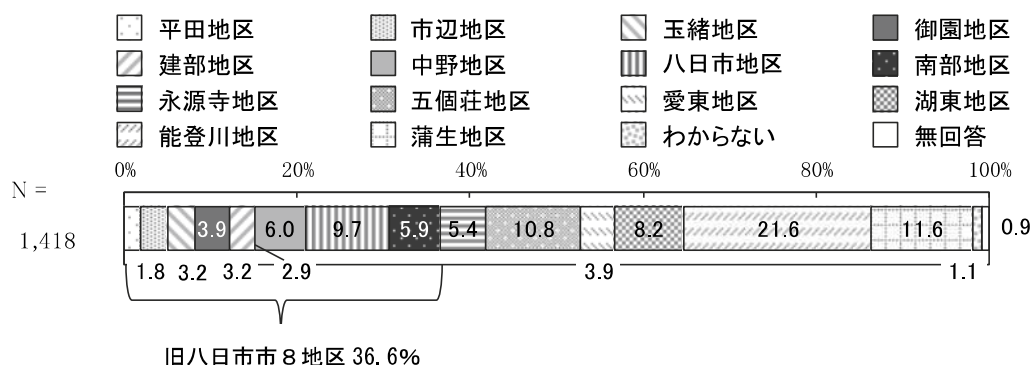 平田地区 市辺地区 玉緒地区 御園地区
建部地区 中野地区 八日市地区 南部地区
永源寺地区 五個荘地区 愛東地区 湖東地区
能登川地区 蒲生地区 わからない 無回答
0% 20% 40% 60% 80% 100%
N =
1,418
3.9 6.0 9.7 5.9 5.4 10.8 8.2 21.6 11.6 0.9
1.8 3.2 3.2 2.9 3.9 1.1
旧八日市市８地区 36.6%